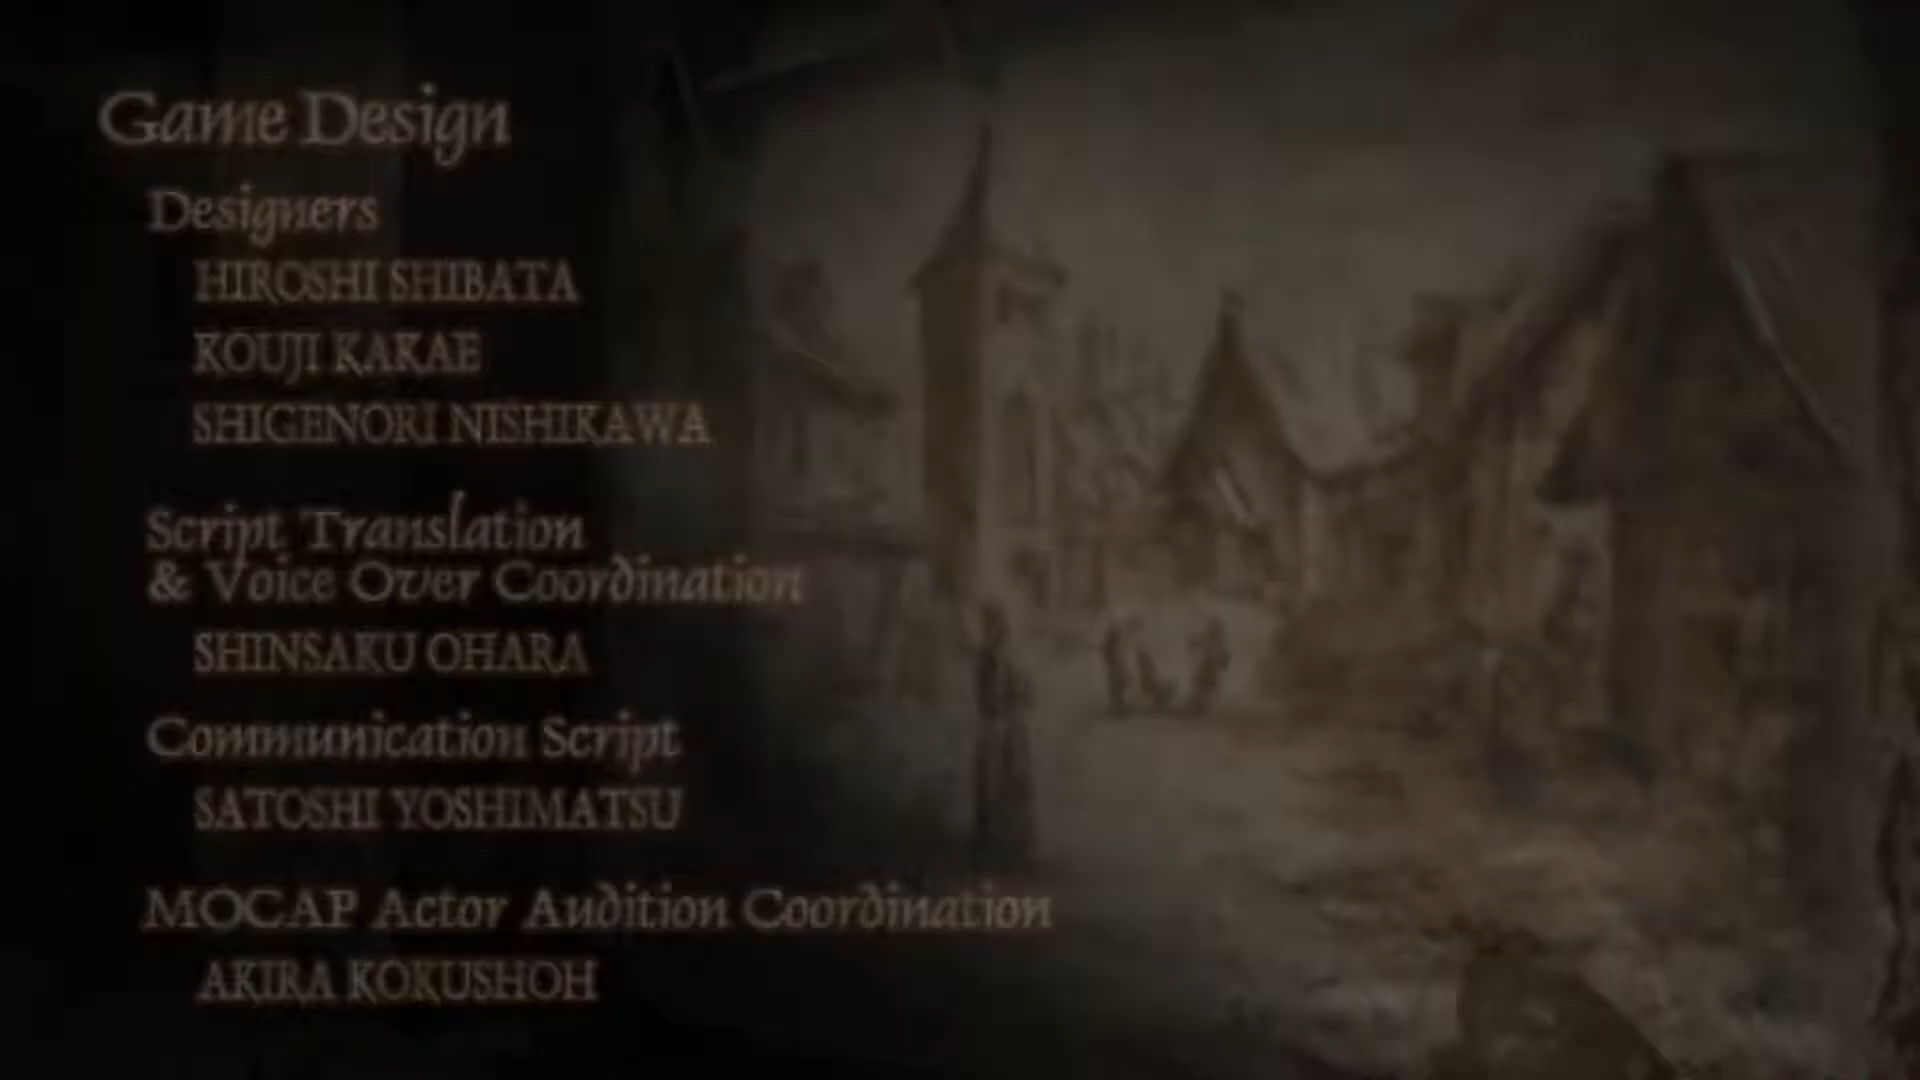 Game Design
Designers
HIROSHI SHIBATA
KOUJI KAKAE
SHIGENORI NISHIKAWA
Script Translation
& Voice Over Coordination
SHINSAKU OHARA
Communication Script
SATOSHI YOSHIMATSU
MOCAP Actor Audition Coordination
AKIRA KOKUSHOH